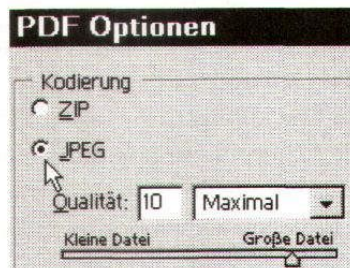 PDF Optionen
Kodierung
ZIP
JPEG
Qualität: 10 Maximal
Kleine Datei Große Datei